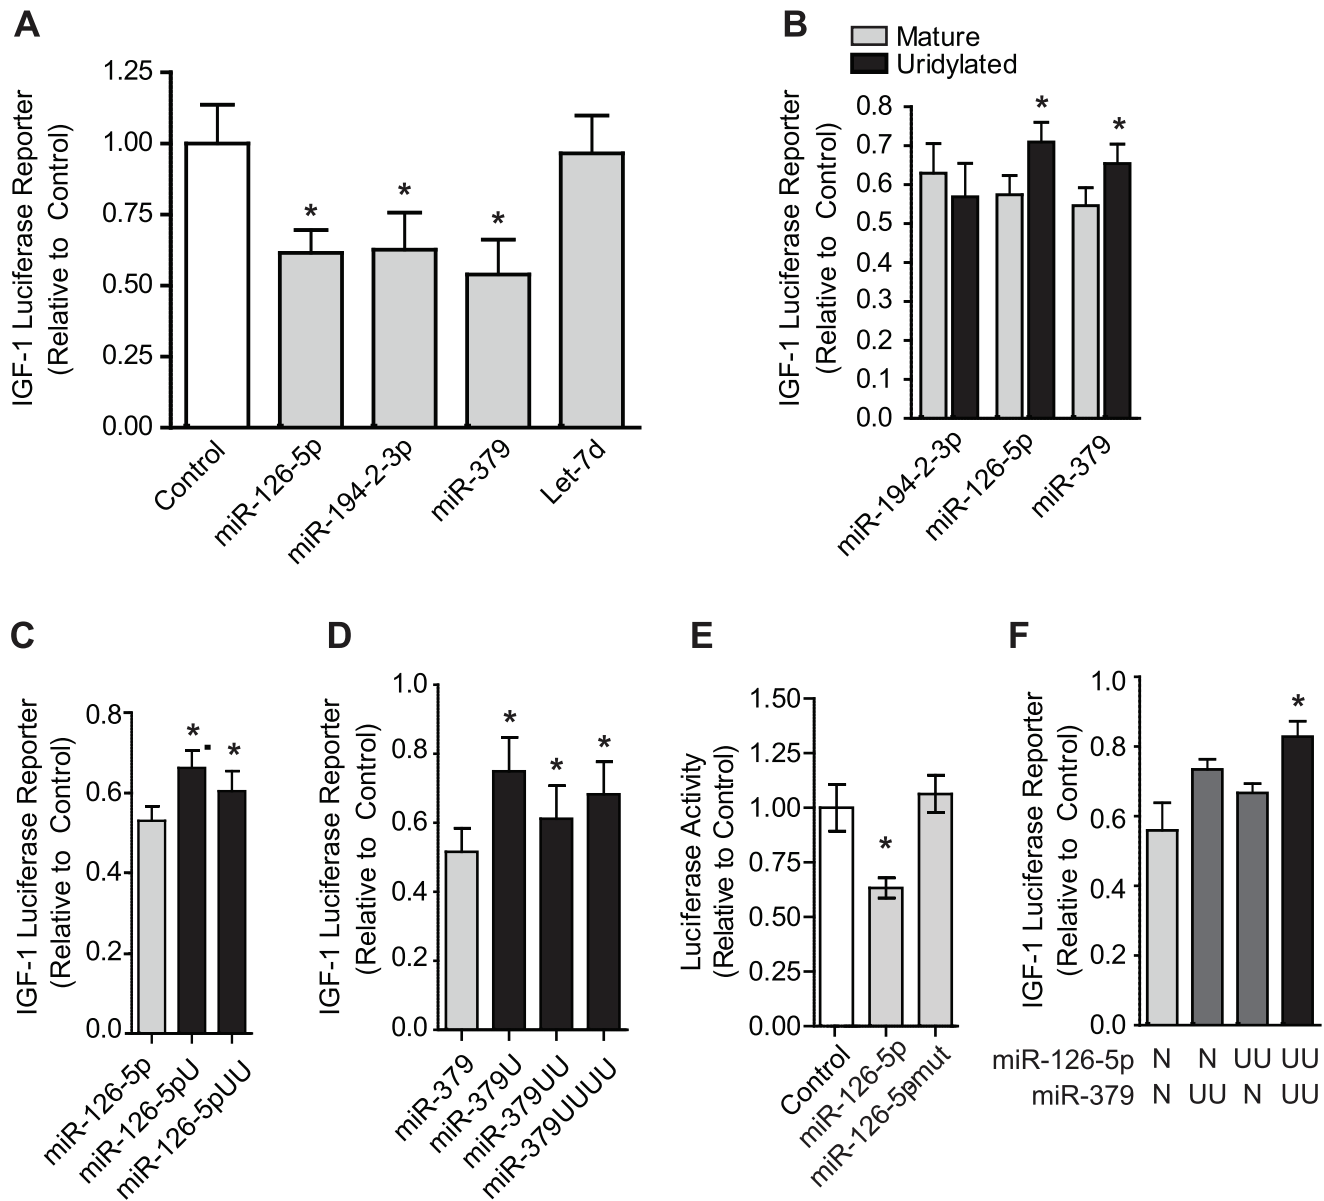 A
IGF-1 Luciferase Reporter
(Relative to Control)
1.25
1.00
0.75
0.50
0.25
0.00
*
*
*
Control
miR-126-5p
miR-194-2-3p
miR-379
Let-7d
B
Mature
Uridylated
IGF-1 Luciferase Reporter
(Relative to Control)
0.8
0.7
0.6
0.5
0.4
0.3
0.2
0.1
0.0
*
*
miR-194-2-3p
miR-126-5p
miR-379
C
IGF-1 Luciferase Reporter
(Relative to Control)
0.8
0.6
0.4
0.2
0.0
*
*
miR-126-5p
miR-126-5pU
miR-126-5pUU
D
IGF-1 Luciferase Reporter
(Relative to Control)
1.0
0.8
0.6
0.4
0.2
0.0
*
*
*
miR-379
miR-379U
miR-379UU
miR-379UUUU
E
Luciferase Activity
(Relative to Control)
1.50
1.25
1.00
0.75
0.50
0.25
0.00
*
Control
miR-126-5p
miR-126-5pmut
F
IGF-1 Luciferase Reporter
(Relative to Control)
1.0
0.8
0.6
0.4
0.2
0.0
*
miR-126-5p N N UU UU
miR-379 N UU N UU